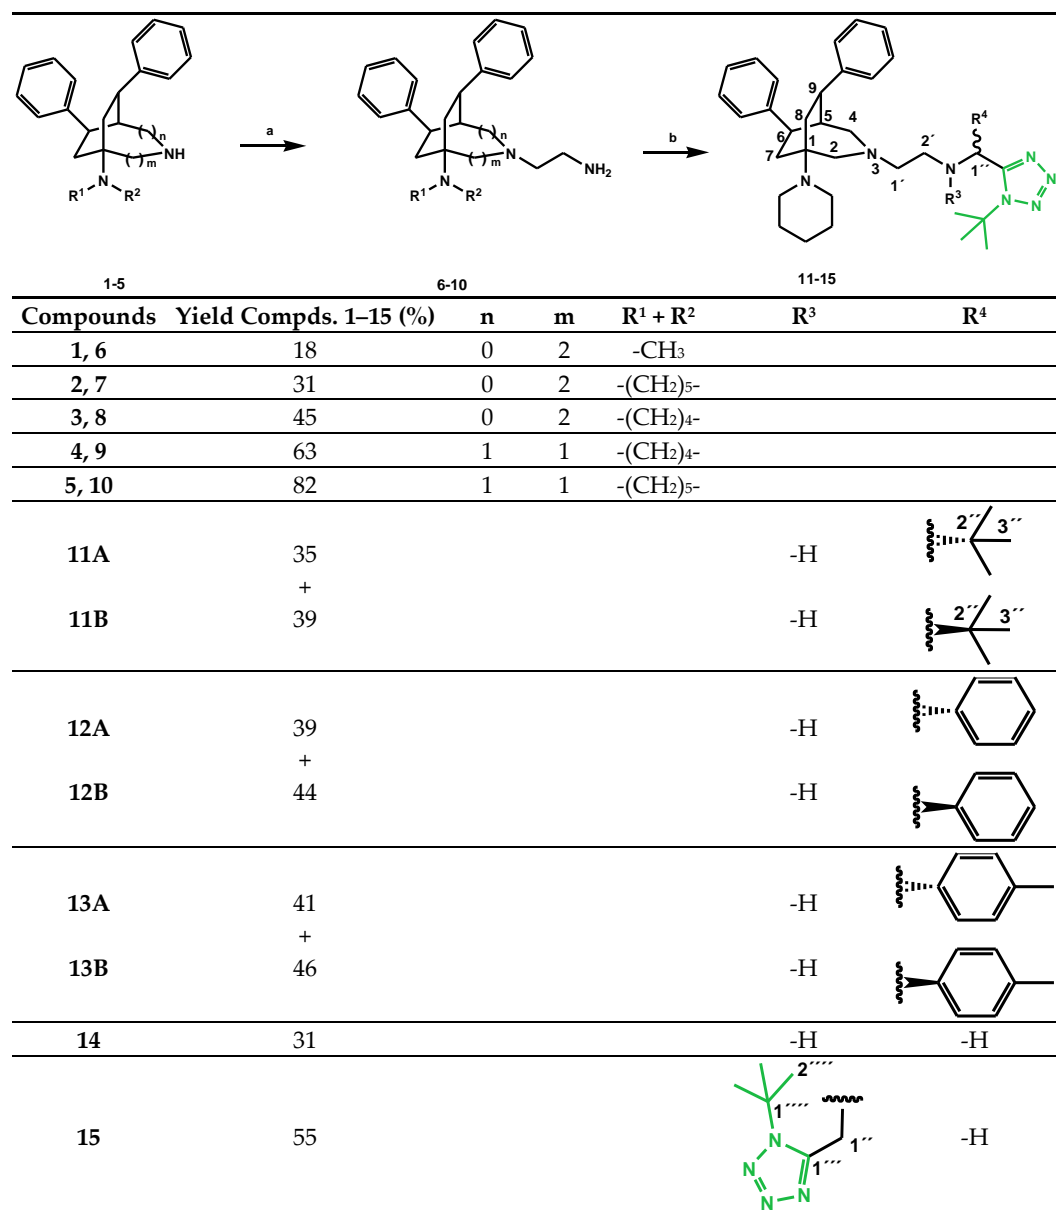 a
b
( )n
( )m
NH
N
R1
R2
( )n
( )m
N
NH2
N
R1
R2
9
8
5
4
6
7
1
2
3
N
N
1´
2´
N
R3
R4
1´´
N
N
N
N
1-5
6-10
11-15
Compounds Yield Compds. 1–15 (%) n m R1 + R2 R3 R4
1, 6 18 0 2 -CH3
2, 7 31 0 2 -(CH2)5-
3, 8 45 0 2 -(CH2)4-
4, 9 63 1 1 -(CH2)4-
5, 10 82 1 1 -(CH2)5-
2´´ 3´´
11A 35 -H
+
11B 39 -H
2´´ 3´´
12A 39 -H
+
12B 44 -H
13A 41 -H
+
13B 46 -H
14 31 -H -H
2´´´´
1´´´´
15 55 -H
N
1´´
1´´´
N
N
N